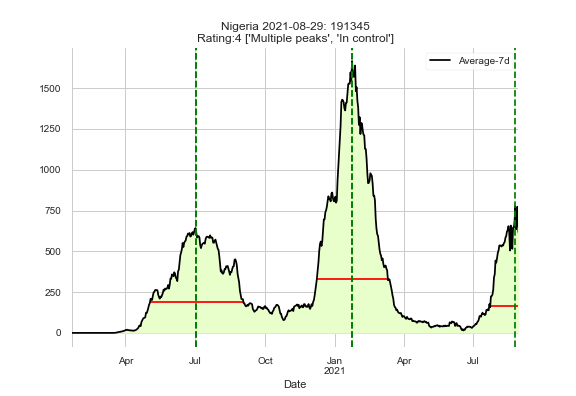 Nigeria 2021-08-29: 191345
Rating:4 ['Multiple peaks', 'In control']
Average-7d
1500
1250
1000
750
500
250
0
Apr
Jul
Oct
Jan
2021
Apr
Jul
Date